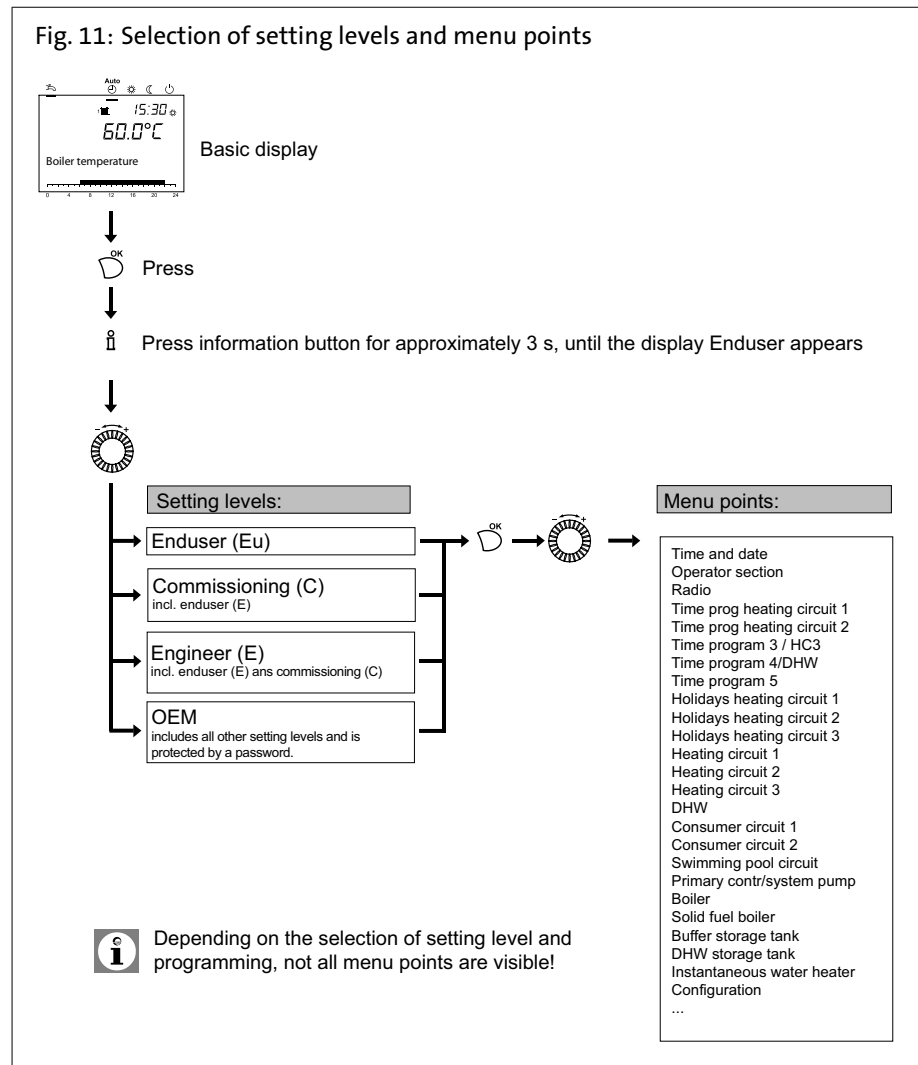 Fig. 11: Selection of setting levels and menu points
Auto
15:30
60.0°C
Boiler temperature
0 4 8 12 16 20 24
Basic display
OK
Press
Press information button for approximately 3 s, until the display Enduser appears
- +
Setting levels:
Enduser (Eu)
Commissioning (C)
incl. enduser (E)
Engineer (E)
incl. enduser (E) ans commissioning (C)
OEM
includes all other setting levels and is
protected by a password.
OK
- +
Menu points:
Time and date
Operator section
Radio
Time prog heating circuit 1
Time prog heating circuit 2
Time program 3 / HC3
Time program 4/DHW
Time program 5
Holidays heating circuit 1
Holidays heating circuit 2
Holidays heating circuit 3
Heating circuit 1
Heating circuit 2
Heating circuit 3
DHW
Consumer circuit 1
Consumer circuit 2
Swimming pool circuit
Primary contr/system pump
Boiler
Solid fuel boiler
Buffer storage tank
DHW storage tank
Instantaneous water heater
Configuration
...
Depending on the selection of setting level and
programming, not all menu points are visible!